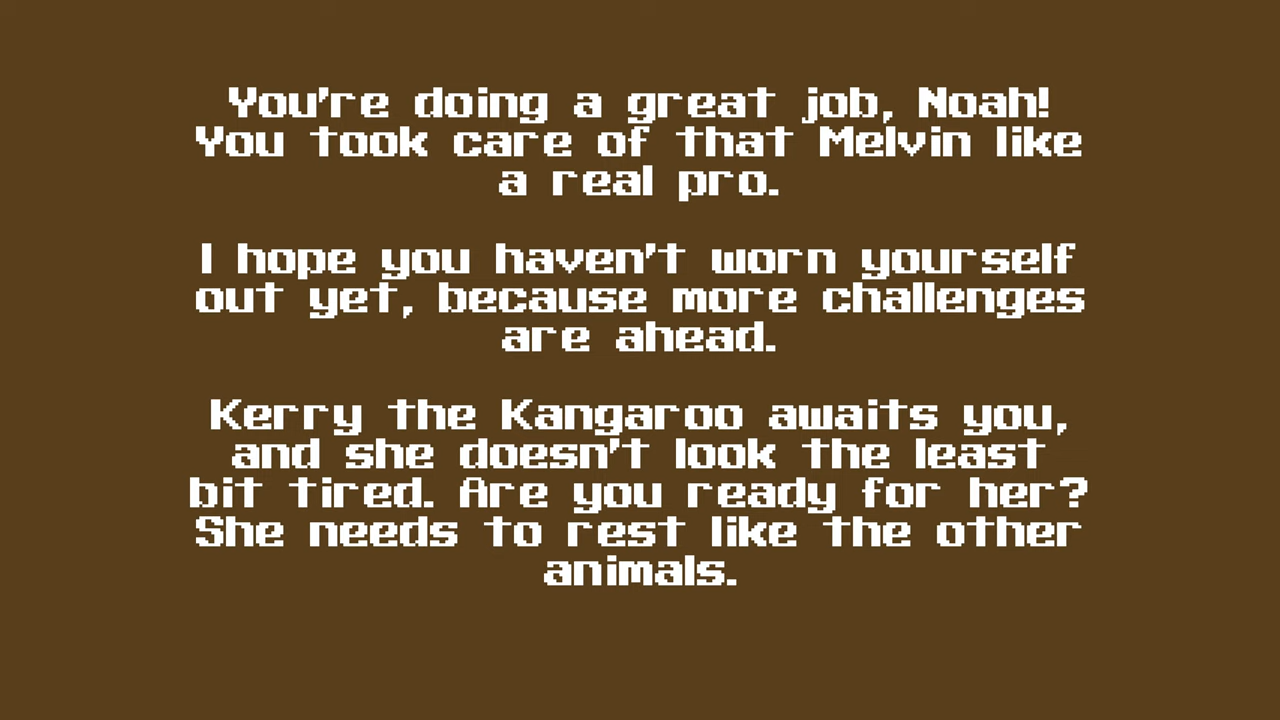 You're doing a great job, Noah!
You took care of that Melvin like
a real pro.
I hope you haven't worn yourself
out yet, because more challenges
are ahead.
Kerry the Kangaroo awaits you,
and she doesn't look the least
bit tired. Are you ready for her?
She needs to rest like the other
animals.